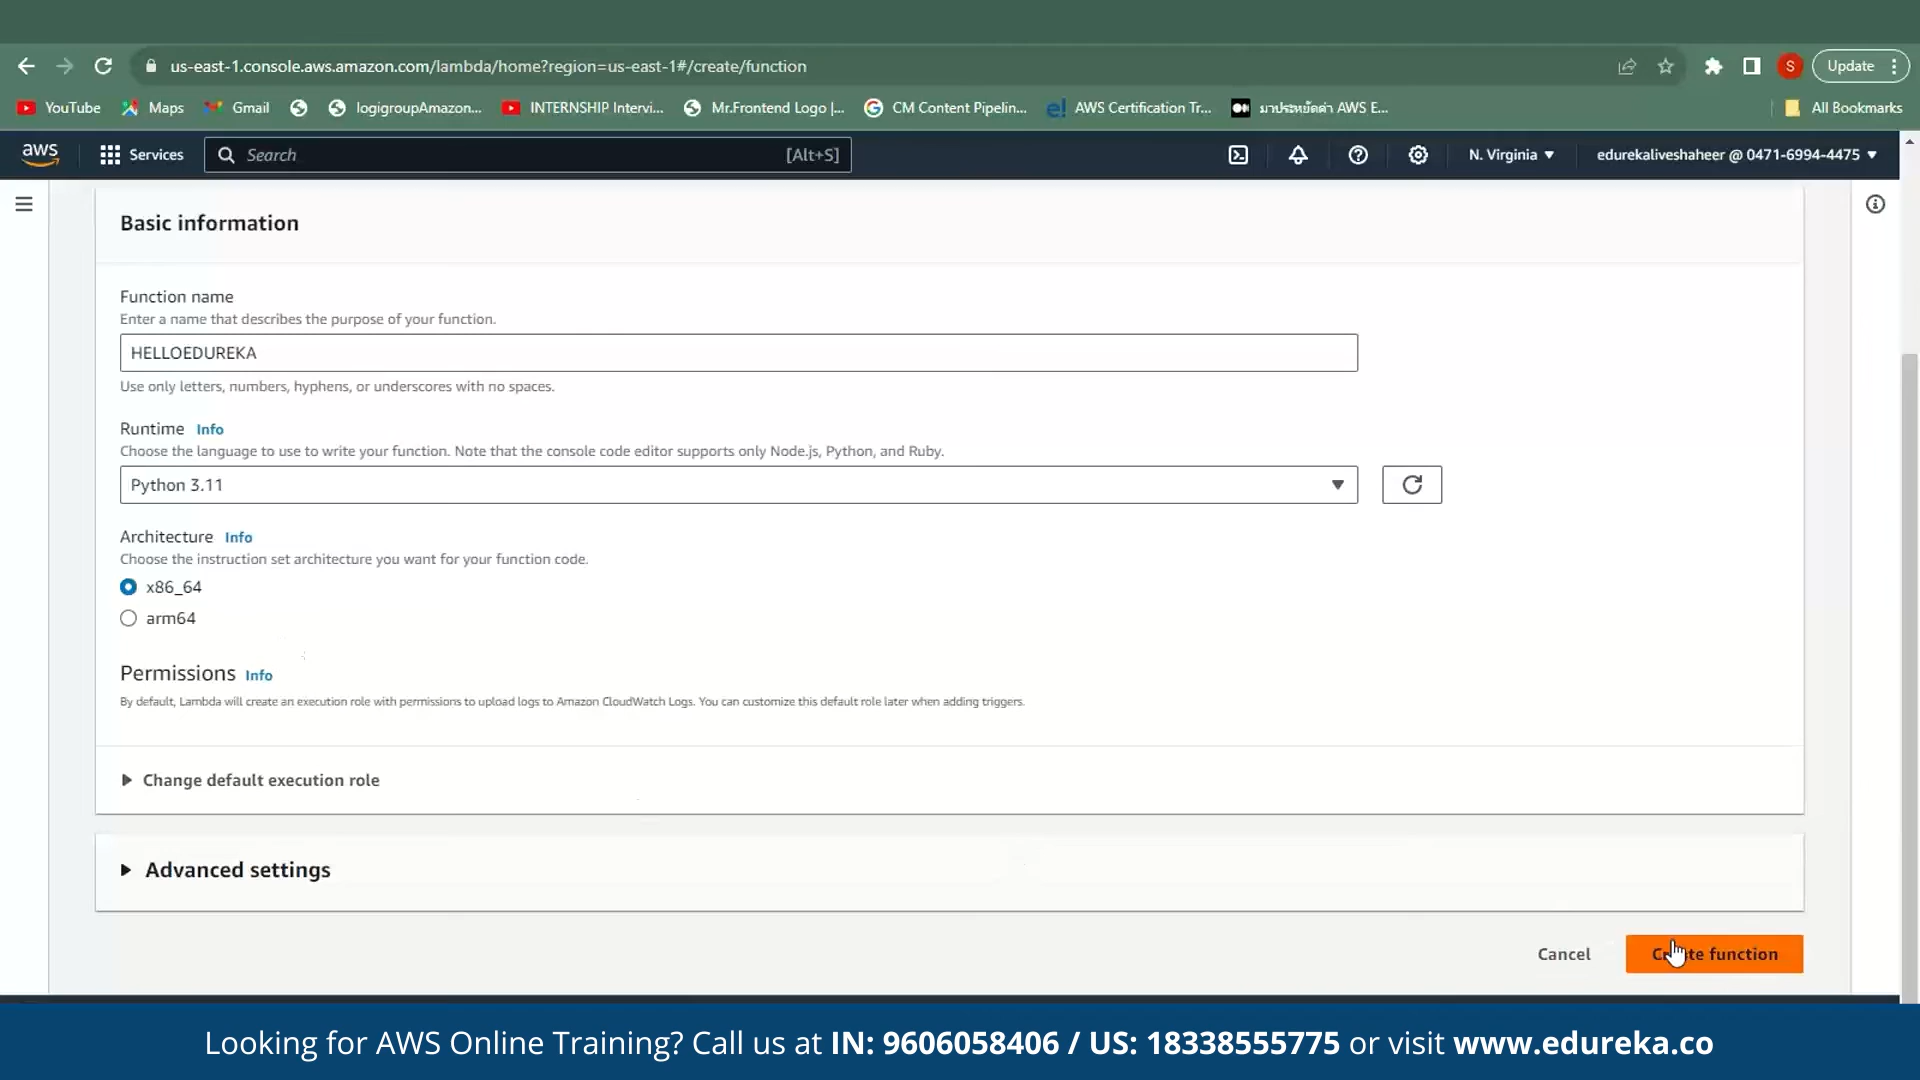 us-east-1.console.aws.amazon.com/lambda/home?region=us-east-1#/create/function
S
Update
YouTube
Maps
Gmail
logigroupAmazon...
INTERNSHIP Intervi...
Mr.Frontend Logo |...
CM Content Pipelin...
AWS Certification Tr...
มาประหยัดค่า AWS E...
All Bookmarks
aws
Services
Search
[Alt+S]
N. Virginia
edurekaliveshaheer @ 0471-6994-4475
Basic information
Function name
Enter a name that describes the purpose of your function.
HELLOEDUREKA
Use only letters, numbers, hyphens, or underscores with no spaces.
Runtime Info
Choose the language to use to write your function. Note that the console code editor supports only Node.js, Python, and Ruby.
Python 3.11
Architecture Info
Choose the instruction set architecture you want for your function code.
x86_64
arm64
Permissions Info
By default, Lambda will create an execution role with permissions to upload logs to Amazon CloudWatch Logs. You can customize this default role later when adding triggers.
Change default execution role
Advanced settings
Cancel
Create function
Looking for AWS Online Training? Call us at IN: 9606058406 / US: 18338555775 or visit www.edureka.co